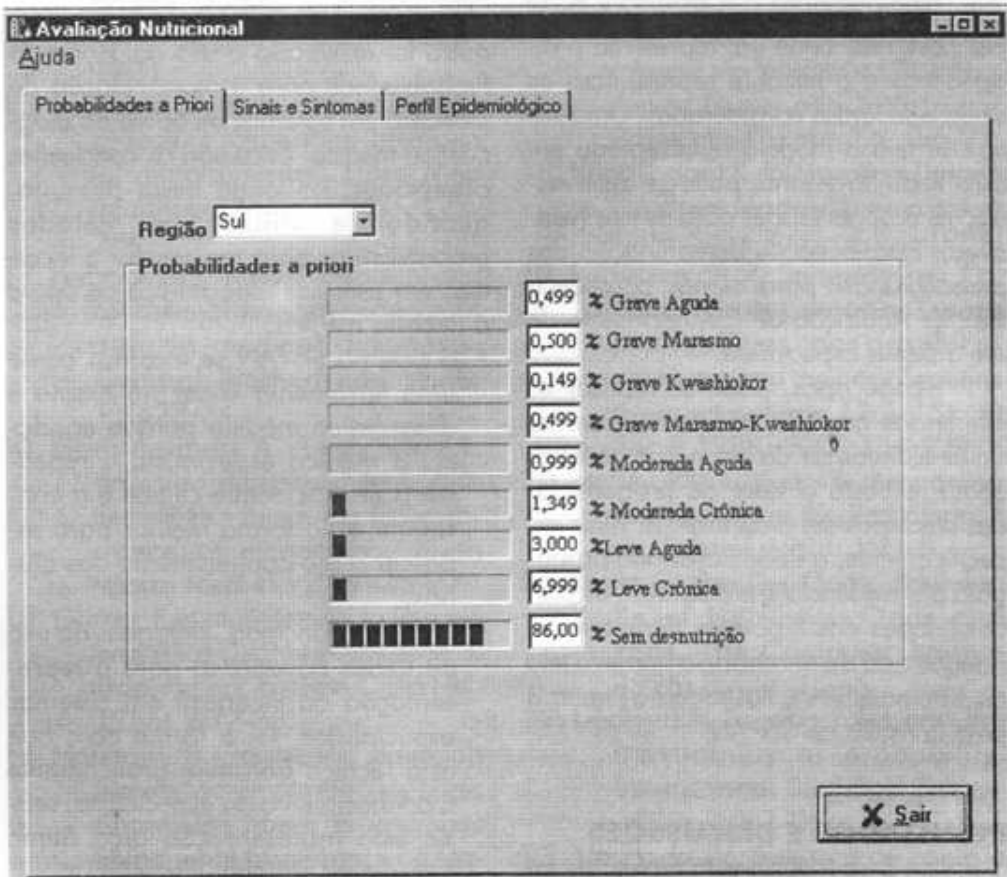 Avaliação Nutricional
Ajuda
Probabilidades a Priori
Sinais e Sintomas
Perfil Epidemiológico
Região Sul
Probabilidades a priori
0,499 % Grave Aguda
0,500 % Grave Marasmo
0,149 % Grave Kwashiokor
0,499 % Grave Marasmo-Kwashiokor
0,999 % Moderada Aguda
1,349 % Moderada Crônica
3,000 %Leve Aguda
6,999 % Leve Crônica
86,00 % Sem desnutrição
Sair